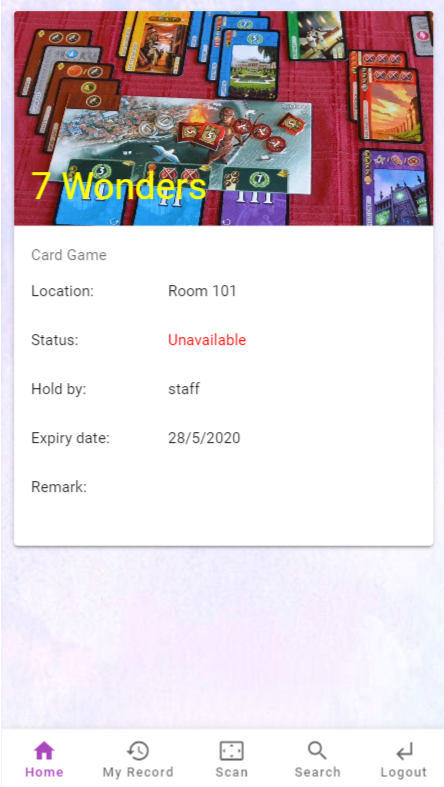 7 Wonders
Card Game
Location: Room 101
Status: Unavailable
Hold by: staff
Expiry date: 28/5/2020
Remark:
Home My Record Scan Search Logout